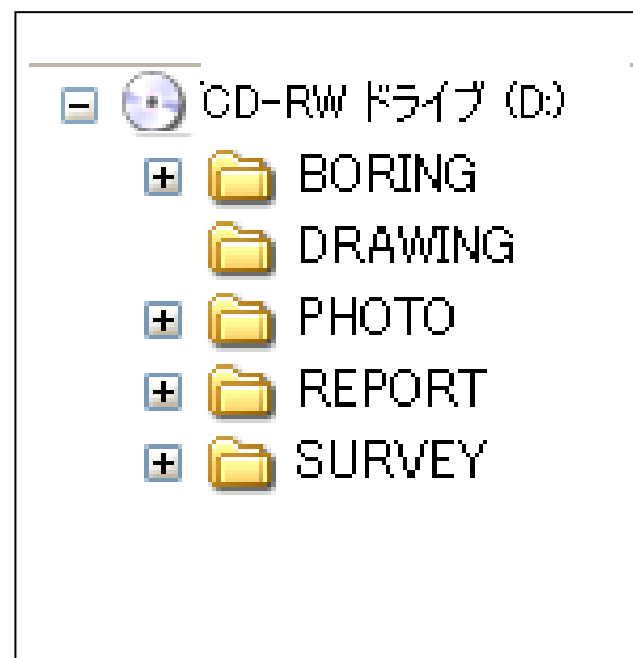 CD-RW ドライブ (D:)
BORING
DRAWING
PHOTO
REPORT
SURVEY